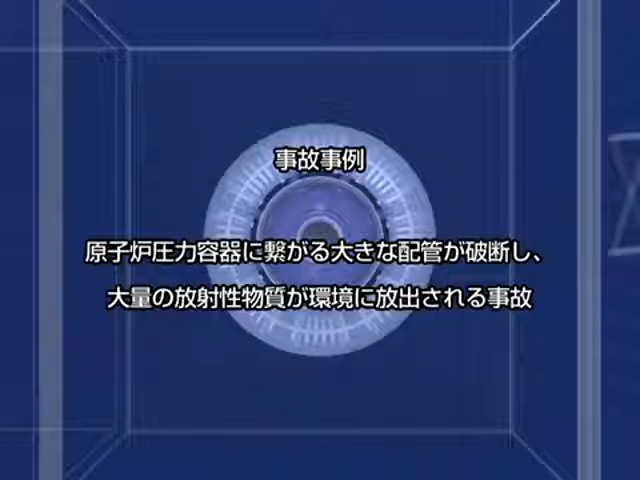 事故事例
原子炉圧力容器に繋がる大きな配管が破断し、
大量の放射性物質が環境に放出される事故